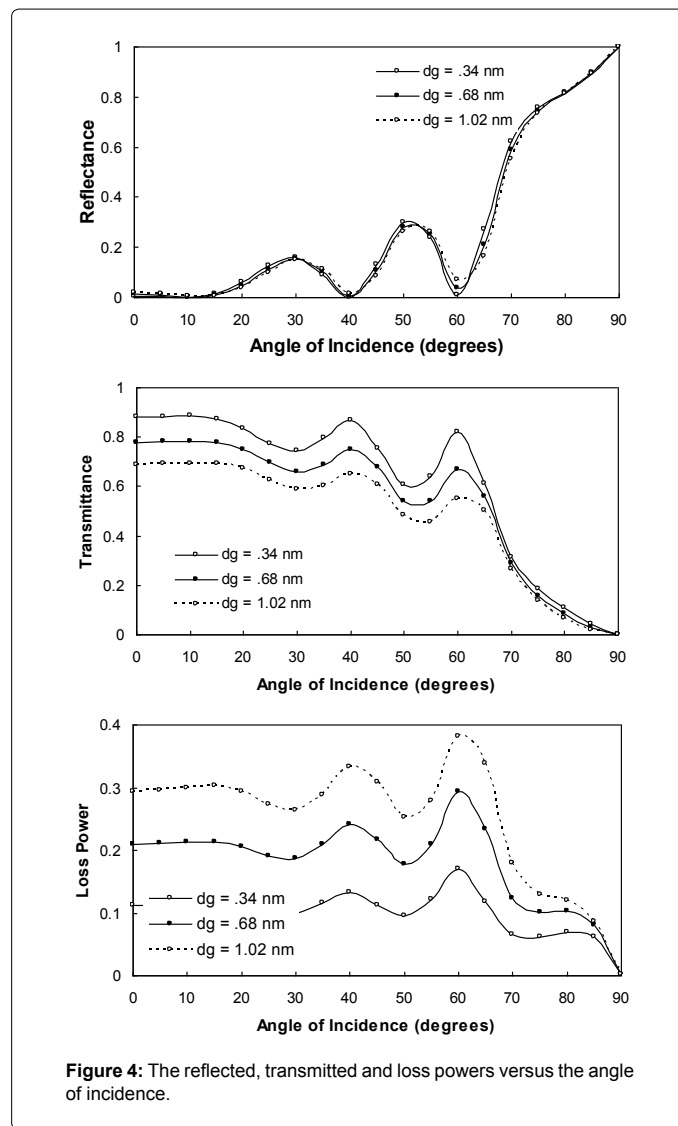 1
0.8
0.6
0.4
0.2
0
Reflectance
dg = .34 nm
dg = .68 nm
dg = 1.02 nm
0 10 20 30 40 50 60 70 80 90
Angle of Incidence (degrees)
1
0.8
0.6
0.4
0.2
0
Transmittance
dg = .34 nm
dg = .68 nm
dg = 1.02 nm
0 10 20 30 40 50 60 70 80 90
Angle of Incidence (degrees)
0.4
0.3
0.2
0.1
0
Loss Power
dg = .34 nm
dg = .68 nm
dg = 1.02 nm
0 10 20 30 40 50 60 70 80 90
Angle of Incidence (degrees)
Figure 4: The reflected, transmitted and loss powers versus the angle
of incidence.